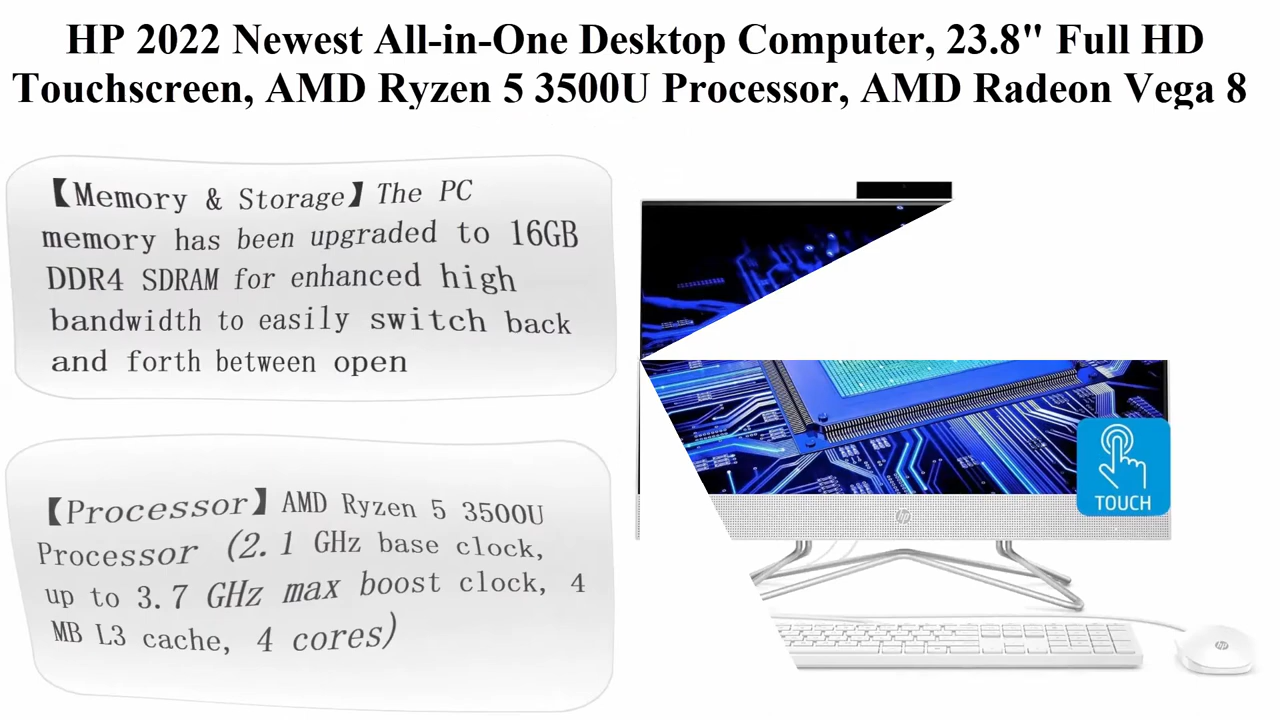 HP 2022 Newest All-in-One Desktop Computer, 23.8" Full HD
Touchscreen, AMD Ryzen 5 3500U Processor, AMD Radeon Vega 8
【Memory & Storage】The PC
memory has been upgraded to 16GB
DDR4 SDRAM for enhanced high
bandwidth to easily switch back
and forth between open
【Processor】AMD Ryzen 5 3500U
Processor (2.1 GHz base clock,
up to 3.7 GHz max boost clock, 4
MB L3 cache, 4 cores)
TOUCH
hp